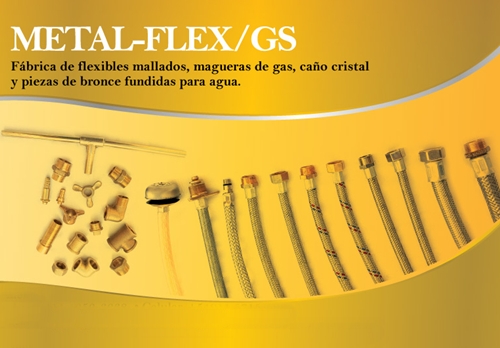 METAL-FLEX/GS
Fábrica de flexibles mallados, magueras de gas, caño cristal
y piezas de bronce fundidas para agua.